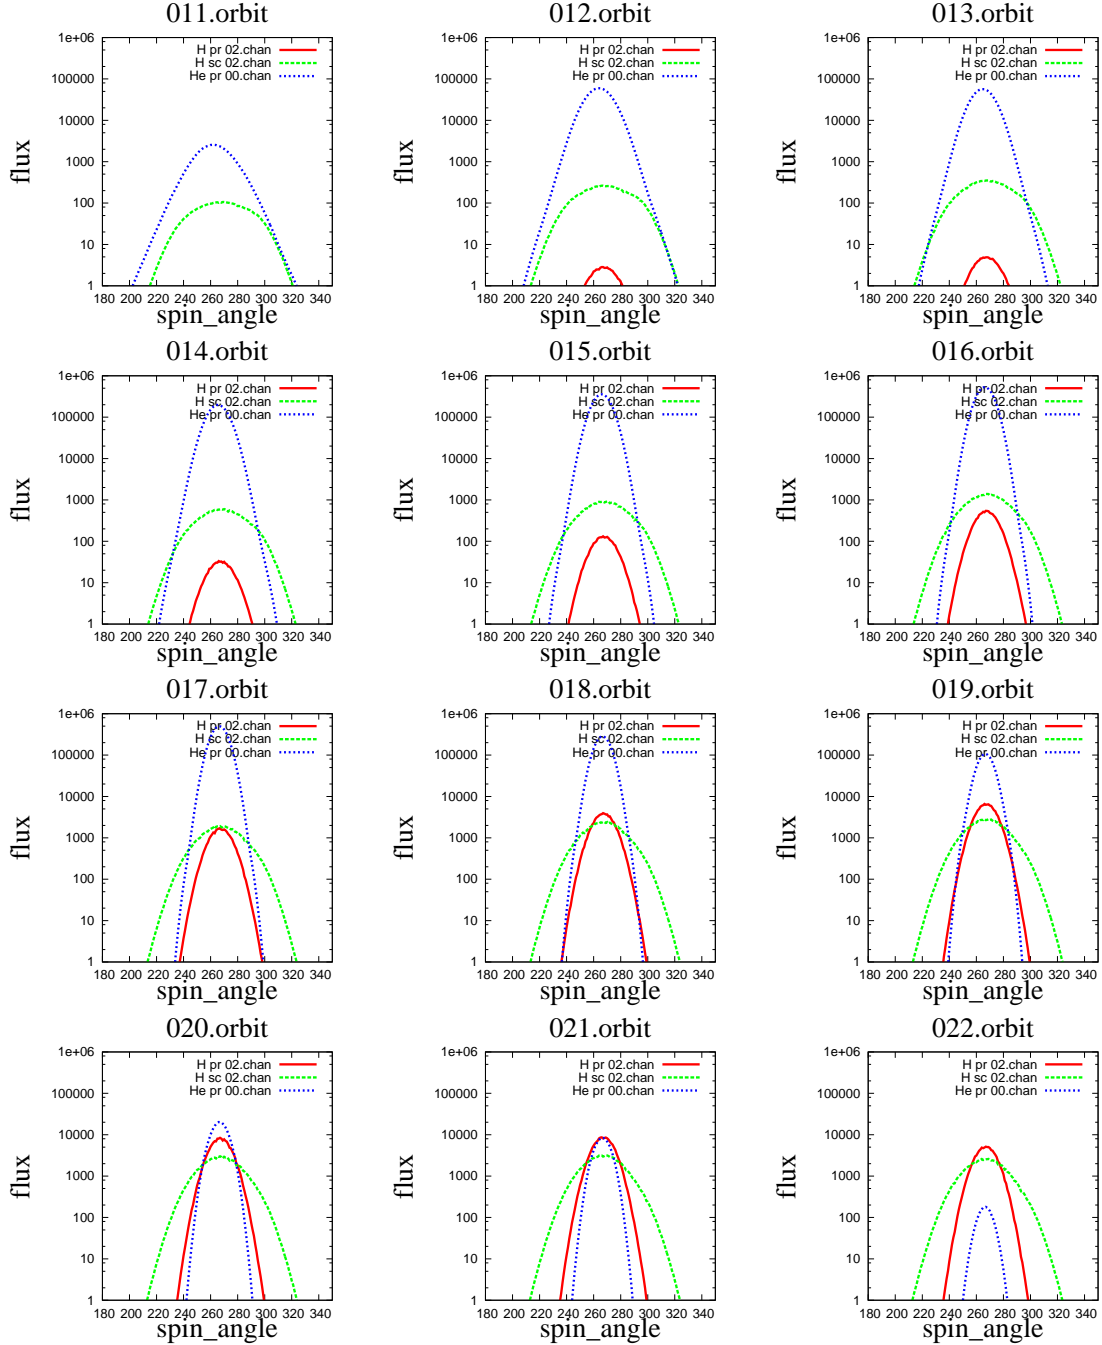 011.orbit
1e+06
100000
10000
1000
100
10
1
flux
H pr 02.chan
H sc 02.chan
He pr 00.chan
180 200 220 240 260 280 300 320 340
spin_angle
012.orbit
1e+06
100000
10000
1000
100
10
1
flux
H pr 02.chan
H sc 02.chan
He pr 00.chan
180 200 220 240 260 280 300 320 340
spin_angle
013.orbit
1e+06
100000
10000
1000
100
10
1
flux
H pr 02.chan
H sc 02.chan
He pr 00.chan
180 200 220 240 260 280 300 320 340
spin_angle
014.orbit
1e+06
100000
10000
1000
100
10
1
flux
H pr 02.chan
H sc 02.chan
He pr 00.chan
180 200 220 240 260 280 300 320 340
spin_angle
015.orbit
1e+06
100000
10000
1000
100
10
1
flux
H pr 02.chan
H sc 02.chan
He pr 00.chan
180 200 220 240 260 280 300 320 340
spin_angle
016.orbit
1e+06
100000
10000
1000
100
10
1
flux
H pr 02.chan
H sc 02.chan
He pr 00.chan
180 200 220 240 260 280 300 320 340
spin_angle
017.orbit
1e+06
100000
10000
1000
100
10
1
flux
H pr 02.chan
H sc 02.chan
He pr 00.chan
180 200 220 240 260 280 300 320 340
spin_angle
018.orbit
1e+06
100000
10000
1000
100
10
1
flux
H pr 02.chan
H sc 02.chan
He pr 00.chan
180 200 220 240 260 280 300 320 340
spin_angle
019.orbit
1e+06
100000
10000
1000
100
10
1
flux
H pr 02.chan
H sc 02.chan
He pr 00.chan
180 200 220 240 260 280 300 320 340
spin_angle
020.orbit
1e+06
100000
10000
1000
100
10
1
flux
H pr 02.chan
H sc 02.chan
He pr 00.chan
180 200 220 240 260 280 300 320 340
spin_angle
021.orbit
1e+06
100000
10000
1000
100
10
1
flux
H pr 02.chan
H sc 02.chan
He pr 00.chan
180 200 220 240 260 280 300 320 340
spin_angle
022.orbit
1e+06
100000
10000
1000
100
10
1
flux
H pr 02.chan
H sc 02.chan
He pr 00.chan
180 200 220 240 260 280 300 320 340
spin_angle